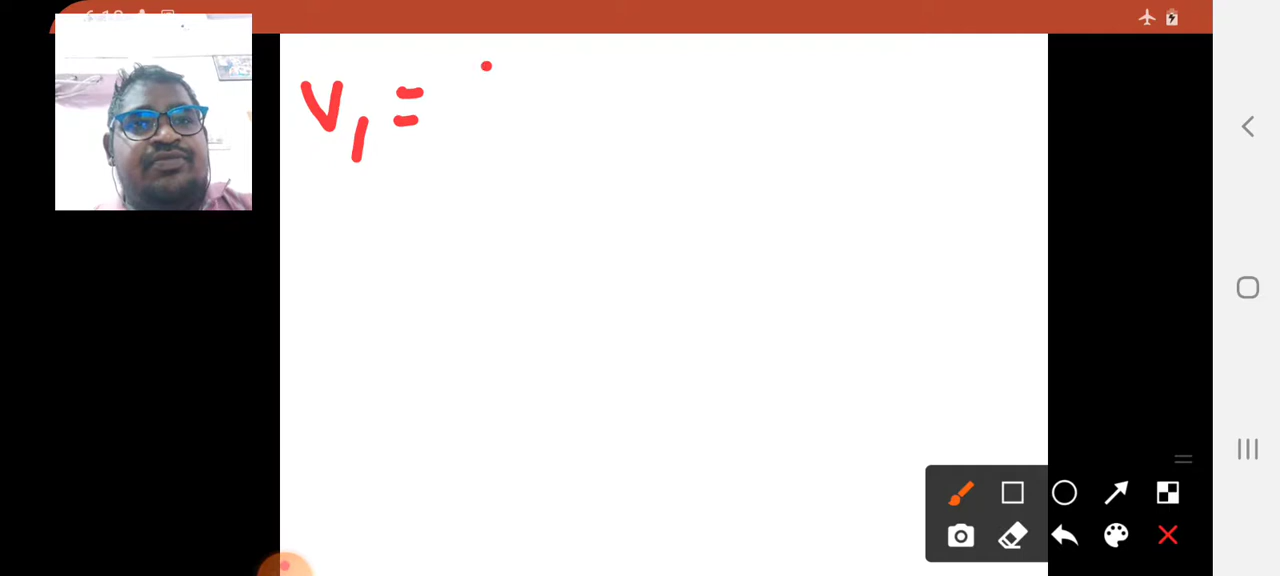 V₁ =